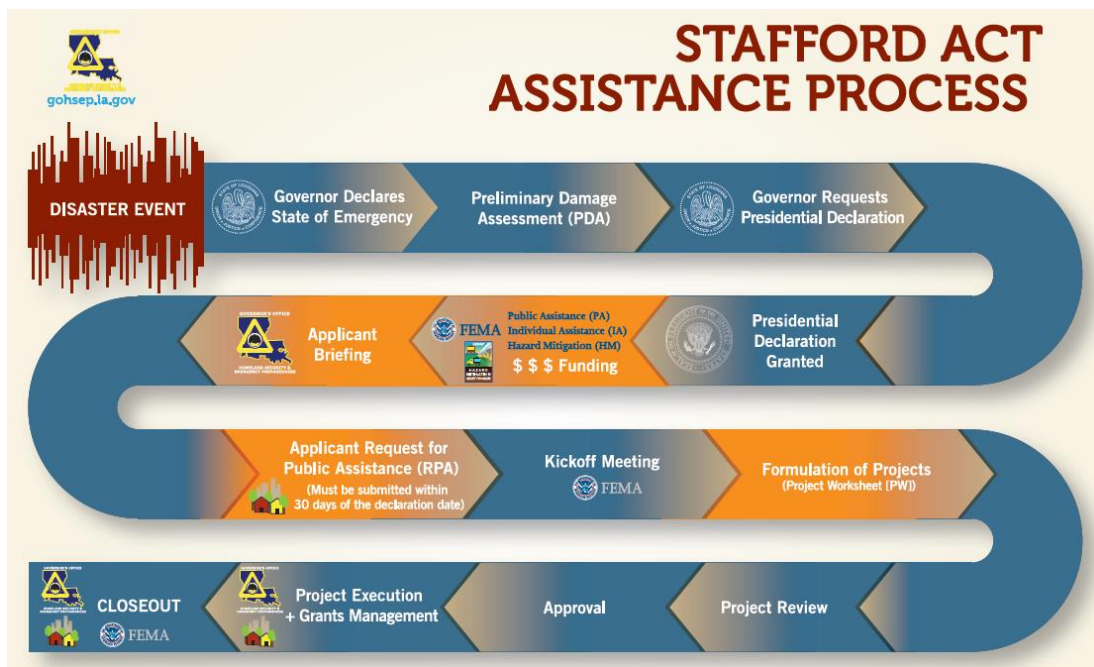 STAFFORD ACT
ASSISTANCE PROCESS
gohsep.la.gov
DISASTER EVENT
Governor Declares
State of Emergency
Preliminary Damage
Assessment (PDA)
Governor Requests
Presidential Declaration
Presidential
Declaration
Granted
FEMA
Public Assistance (PA)
Individual Assistance (IA)
Hazard Mitigation (HM)
$ $ $ Funding
Applicant
Briefing
Applicant Request for
Public Assistance (RPA)
(Must be submitted within
30 days of the declaration date)
Kickoff Meeting
FEMA
Formulation of Projects
(Project Worksheet [PW])
Project Review
Approval
Project Execution
+ Grants Management
CLOSEOUT
FEMA